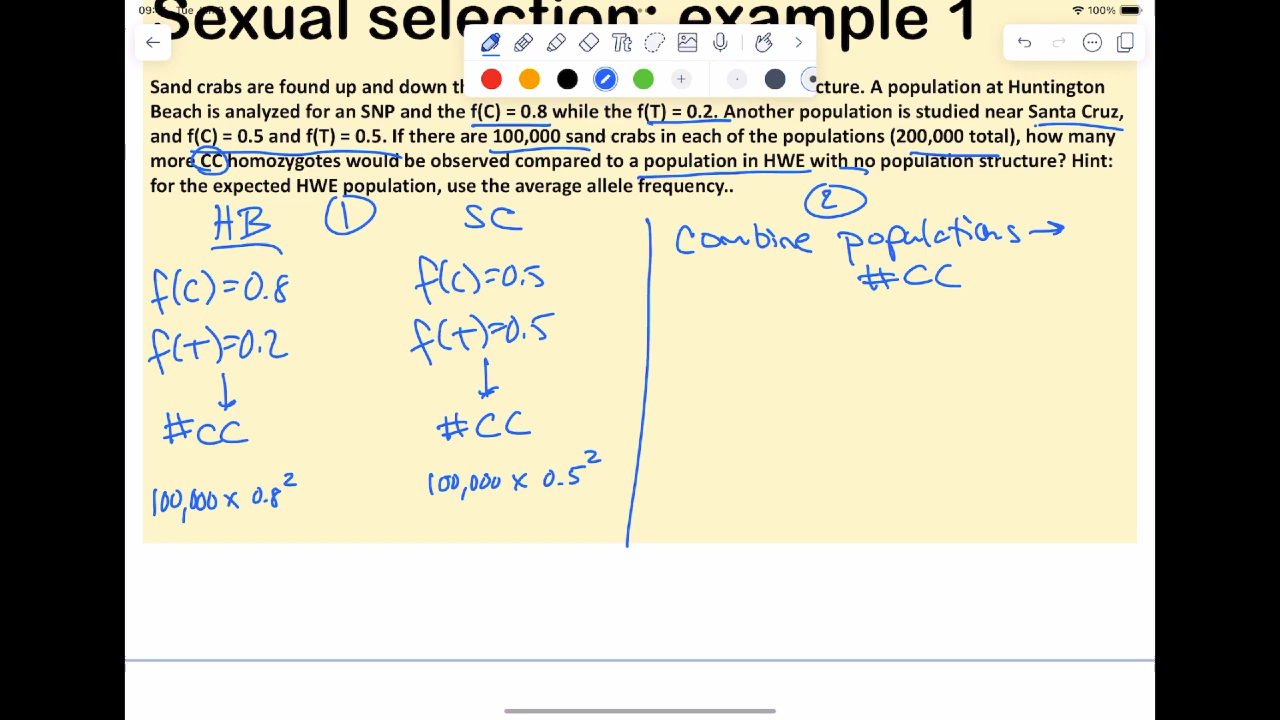 Sexual selection: example 1
09: Tue
100%
Tt
Sand crabs are found up and down th cture. A population at Huntington
Beach is analyzed for an SNP and the f(C) = 0.8 while the f(T) = 0.2. Another population is studied near Santa Cruz,
and f(C) = 0.5 and f(T) = 0.5. If there are 100,000 sand crabs in each of the populations (200,000 total), how many
more CC homozygotes would be observed compared to a population in HWE with no population structure? Hint:
for the expected HWE population, use the average allele frequency..
HB ① SC ②
combine populations →
#CC
f(c)=0.8 f(c)=0.5
f(T)=0.2 f(T)=0.5
↓ ↓
#CC #CC
100,000 x 0.8² 100,000 x 0.5²